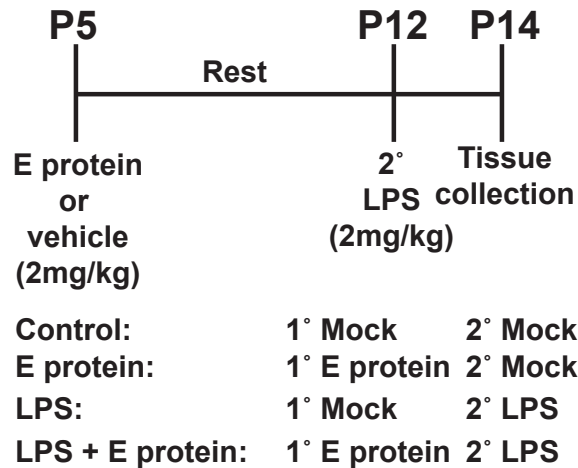 P5 P12 P14
Rest
E protein
or
vehicle
(2mg/kg)
2˚
LPS
(2mg/kg)
Tissue
collection
Control: 1˚ Mock 2˚ Mock
E protein: 1˚ E protein 2˚ Mock
LPS: 1˚ Mock 2˚ LPS
LPS + E protein: 1˚ E protein 2˚ LPS